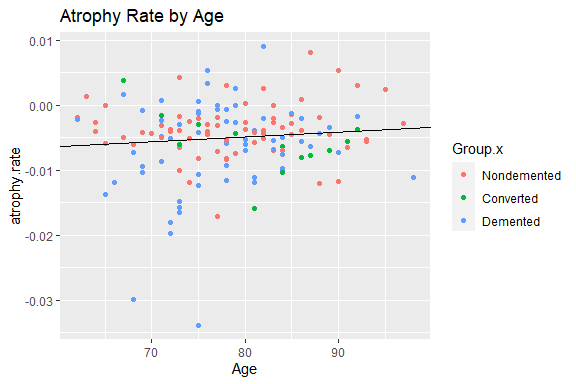 Atrophy Rate by Age
0.01
0.00
-0.01
-0.02
-0.03
atrophy.rate
70
80
90
Age
Group.x
Nondemented
Converted
Demented